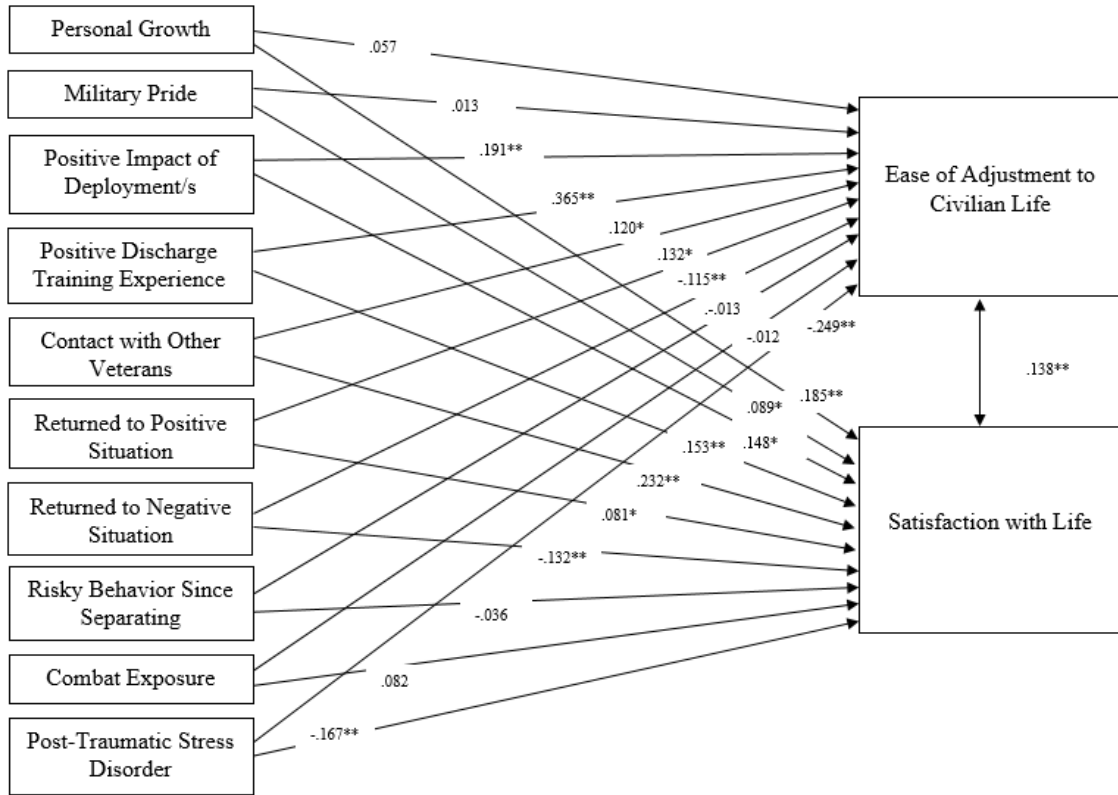 Personal Growth
Military Pride
Positive Impact of
Deployment/s
Positive Discharge
Training Experience
Contact with Other
Veterans
Returned to Positive
Situation
Returned to Negative
Situation
Risky Behavior Since
Separating
Combat Exposure
Post-Traumatic Stress
Disorder
.057
.013
.191**
.365**
.120*
.132*
-.115**
.-.013
-.012
-.249**
.185**
.089*
.148*
.153**
.232**
.081*
-.132**
-.036
.082
-.167**
Ease of Adjustment to
Civilian Life
.138**
Satisfaction with Life